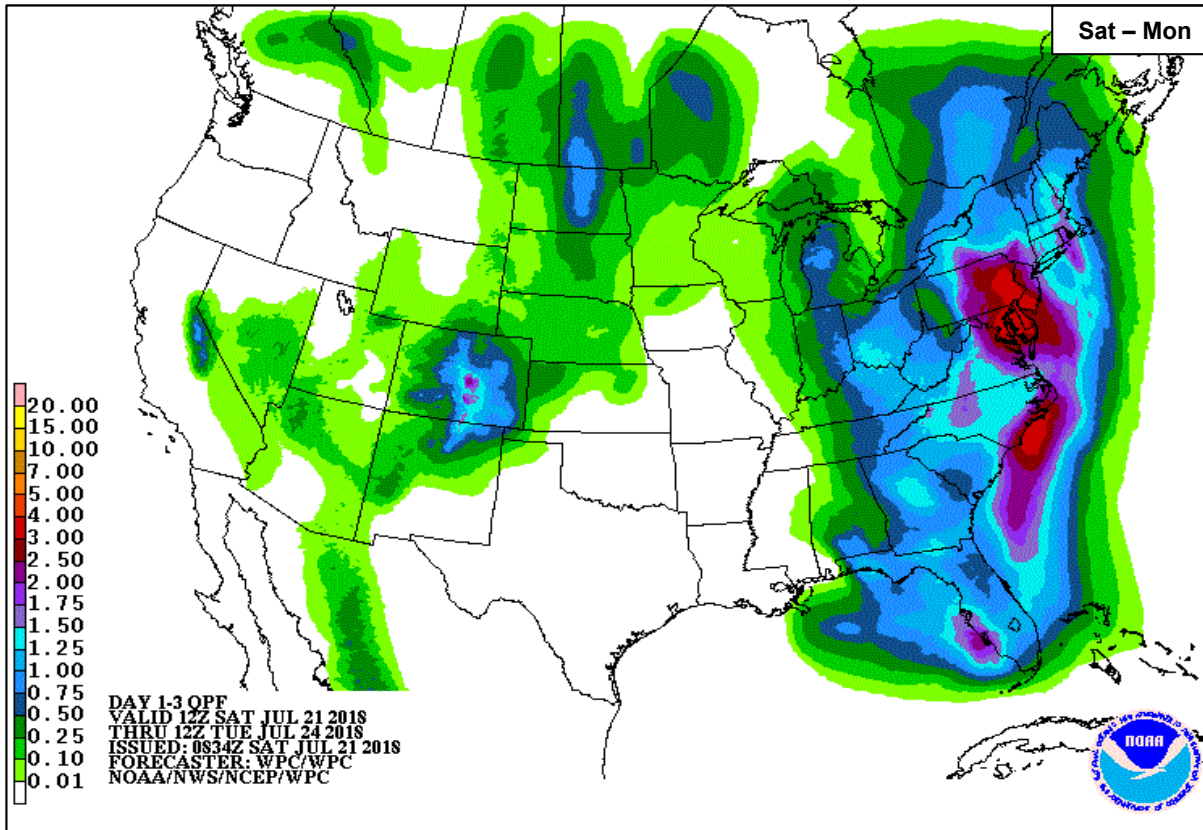 Sat – Mon
20.00
15.00
10.00
7.00
5.00
4.00
3.00
2.50
2.00
1.75
1.50
1.25
1.00
0.75
0.50
0.25
0.10
0.01
DAY 1-3 QPF
VALID 12Z SAT JUL 21 2018
THRU 12Z TUE JUL 24 2018
ISSUED: 0834Z SAT JUL 21 2018
FORECASTER: WPC/WPC
NOAA/NWS/NCEP/WPC
NOAA